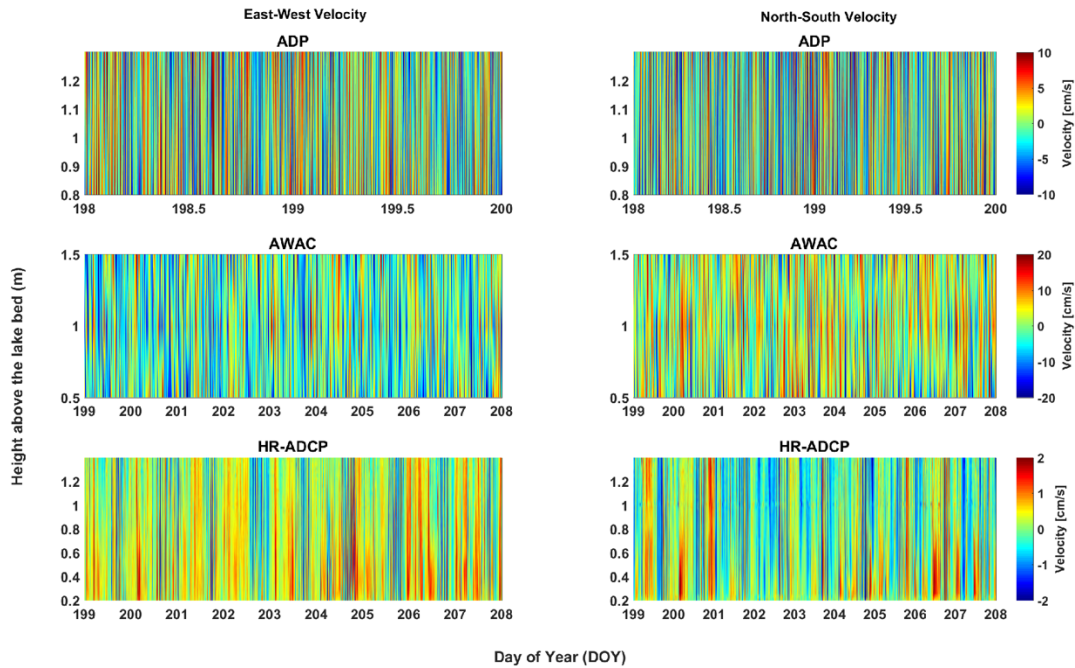 East-West Velocity
North-South Velocity
ADP
ADP
1.2
1.1
1
0.9
0.8
198 198.5 199 199.5 200
198 198.5 199 199.5 200
10
5
0
-5
-10
Velocity [cm/s]
AWAC
AWAC
1.5
1
0.5
199 200 201 202 203 204 205 206 207 208
1.5
1
0.5
199 200 201 202 203 204 205 206 207 208
20
10
0
-10
-20
Velocity [cm/s]
Height above the lake bed (m)
HR-ADCP
HR-ADCP
1.2
1
0.8
0.6
0.4
0.2
199 200 201 202 203 204 205 206 207 208
1.2
1
0.8
0.6
0.4
0.2
199 200 201 202 203 204 205 206 207 208
2
1
0
-1
-2
Velocity [cm/s]
Day of Year (DOY)
1.2
1.1
1
0.9
0.8